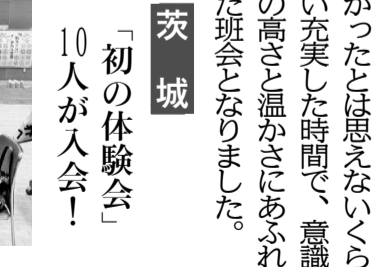 かったとは思えないくら
い充実した時間で、意識
の高さと温かさにあふれ
た班会となりました。
茨城
「初の体験会」
10人が入会！